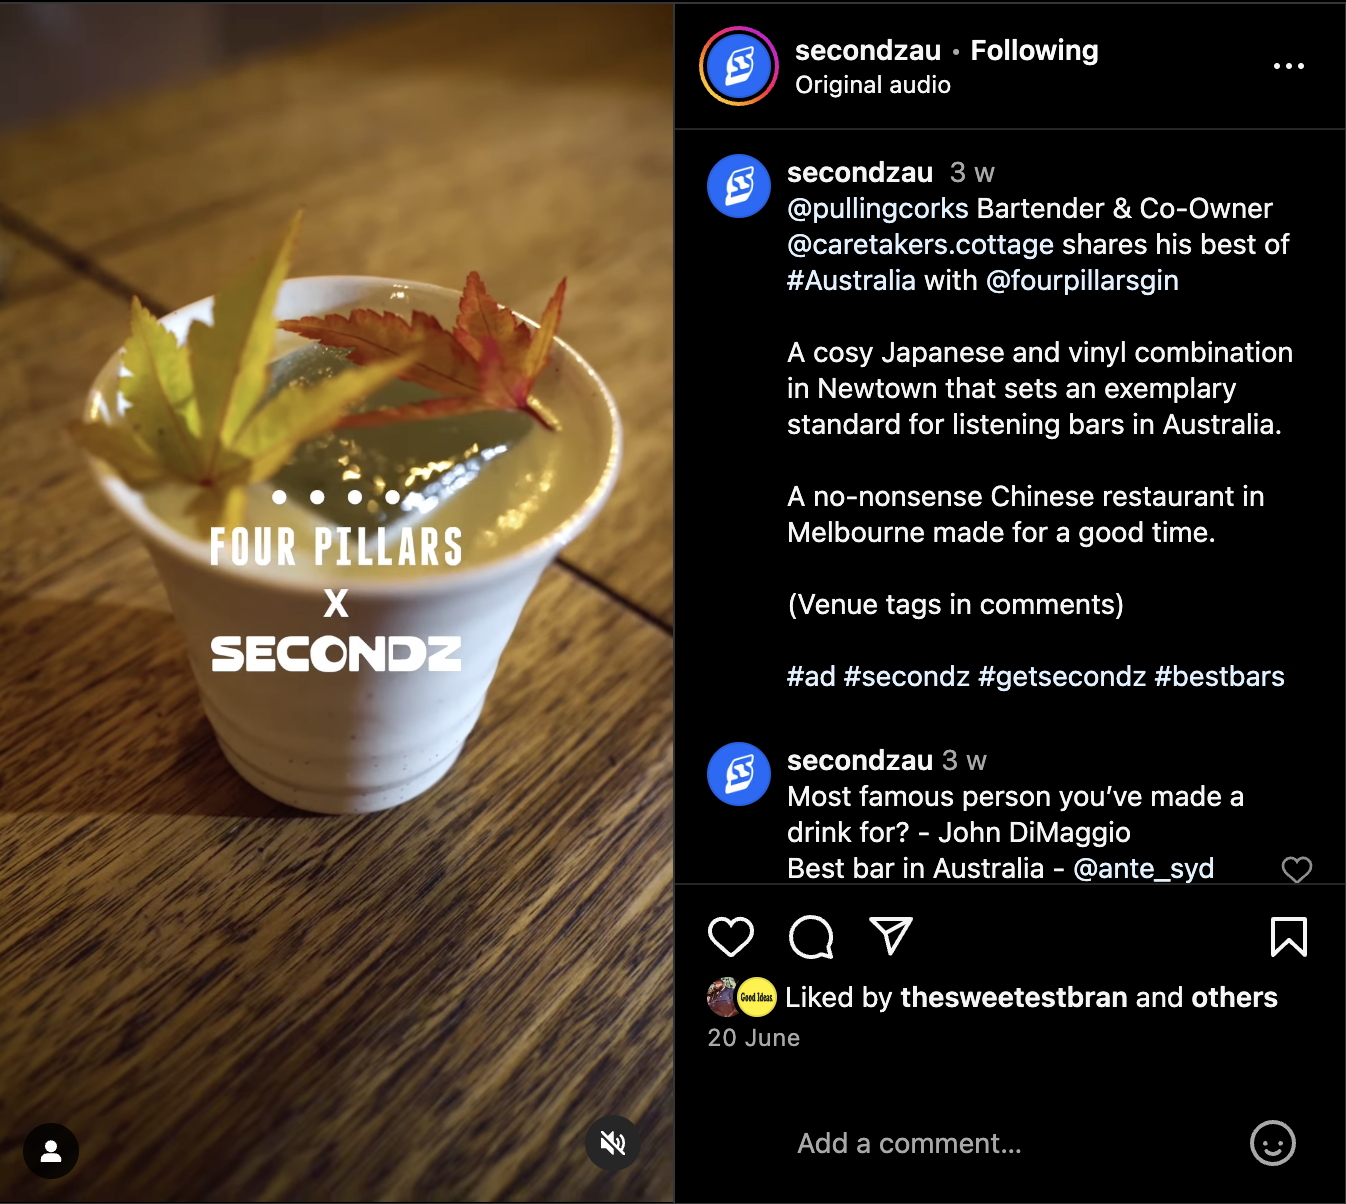 FOUR PILLARS
X
SECONDZ
secondzau • Following
Original audio
secondzau 3 w
@pullingcorks Bartender & Co-Owner
@caretakers.cottage shares his best of
#Australia with @fourpillarsgin
A cosy Japanese and vinyl combination
in Newtown that sets an exemplary
standard for listening bars in Australia.
A no-nonsense Chinese restaurant in
Melbourne made for a good time.
(Venue tags in comments)
#ad #secondz #getsecondz #bestbars
secondzau 3 w
Most famous person you’ve made a
drink for? - John DiMaggio
Best bar in Australia - @ante_syd
Good Ideas
Liked by thesweetestbran and others
20 June
Add a comment...